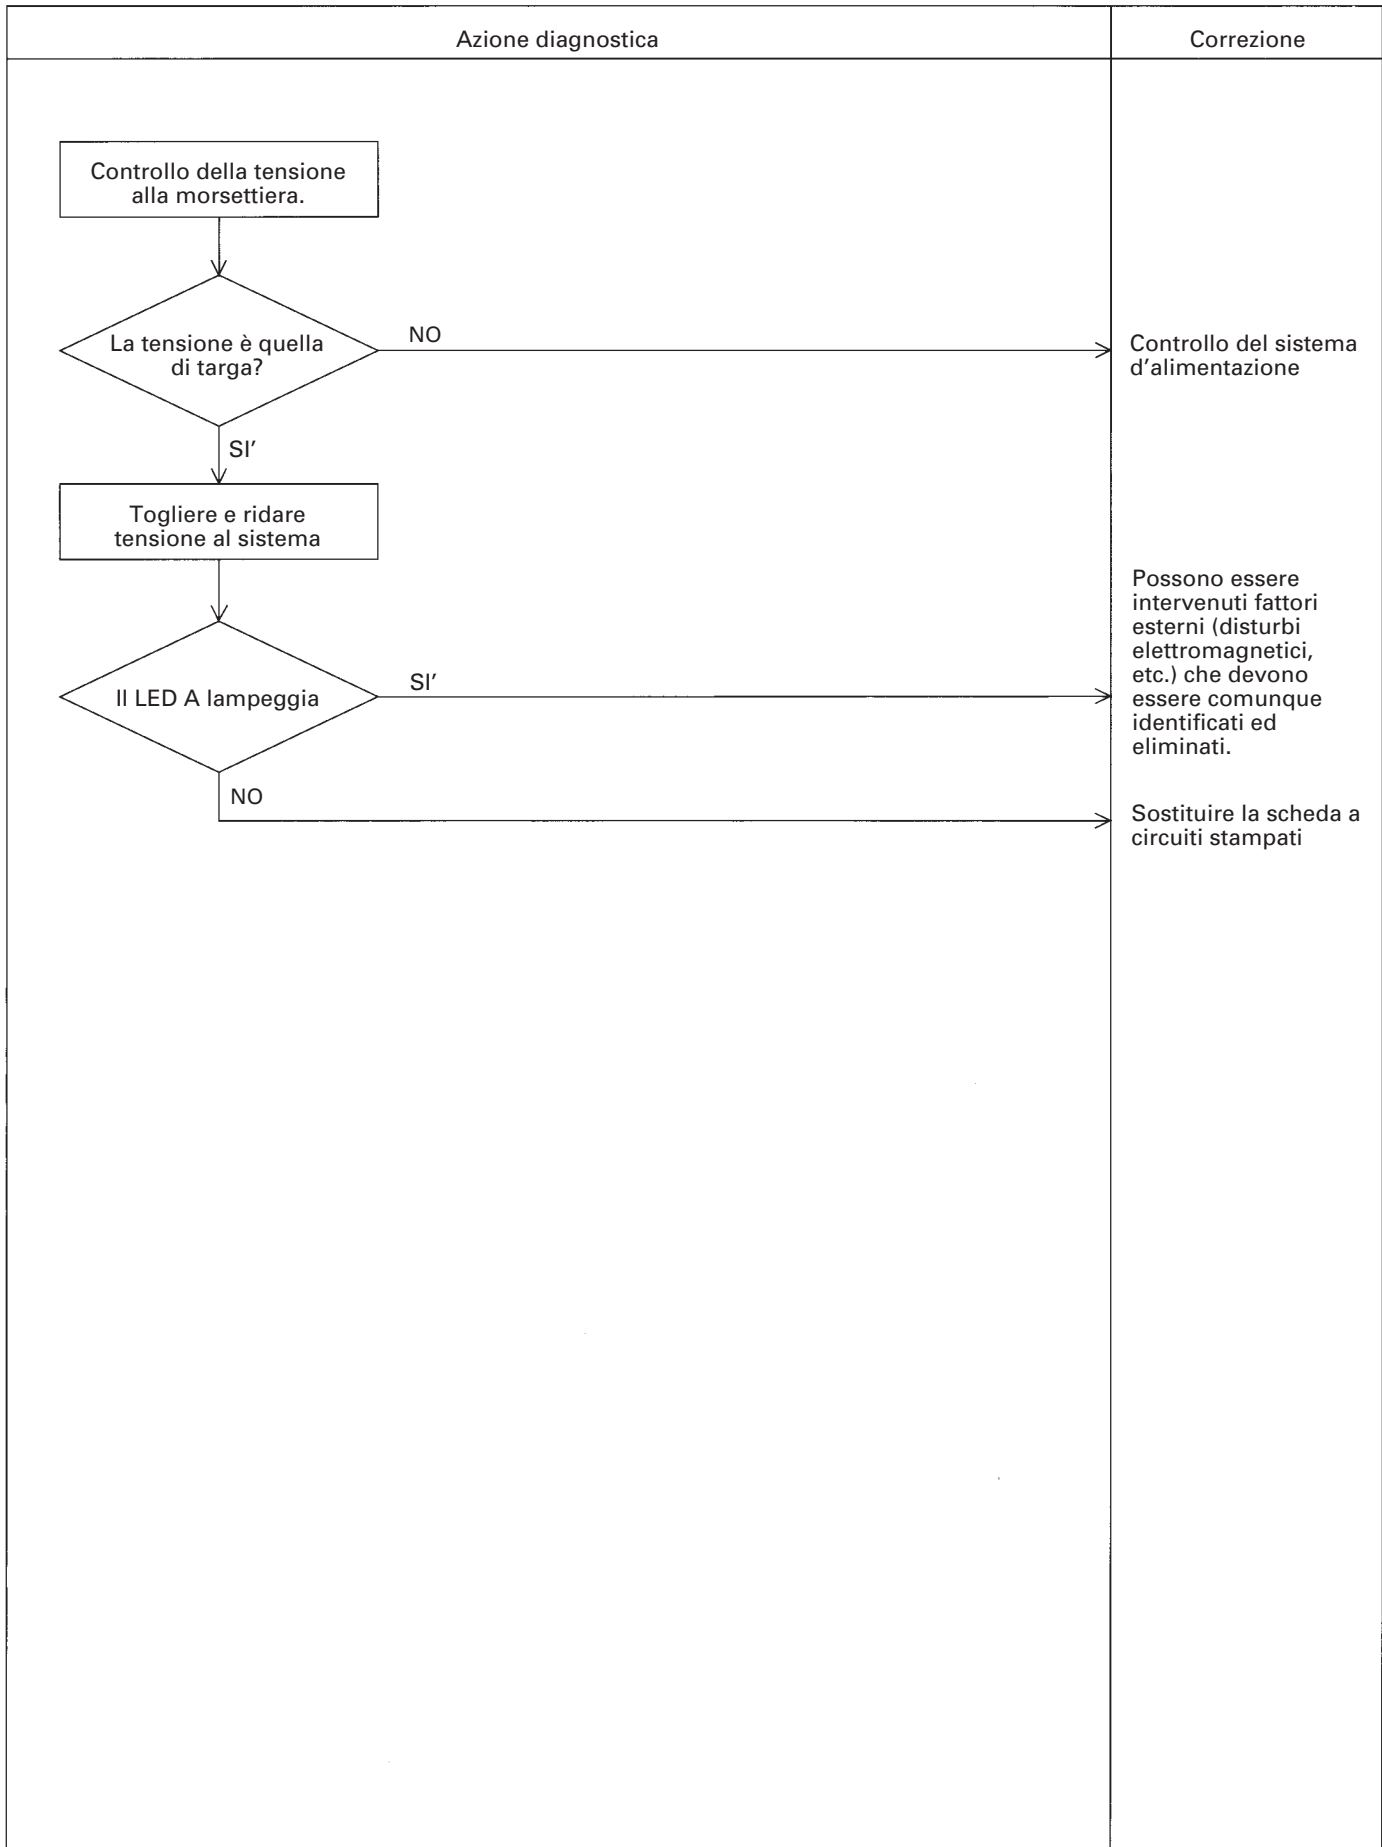 Azione diagnostica
Correzione
Controllo della tensione
alla morsettiera.
La tensione è quella
di targa?
NO
Controllo del sistema
d'alimentazione
SI'
Togliere e ridare
tensione al sistema
Il LED A lampeggia
SI'
Possono essere
intervenuti fattori
esterni (disturbi
elettromagnetici,
etc.) che devono
essere comunque
identificati ed
eliminati.
NO
Sostituire la scheda a
circuiti stampati